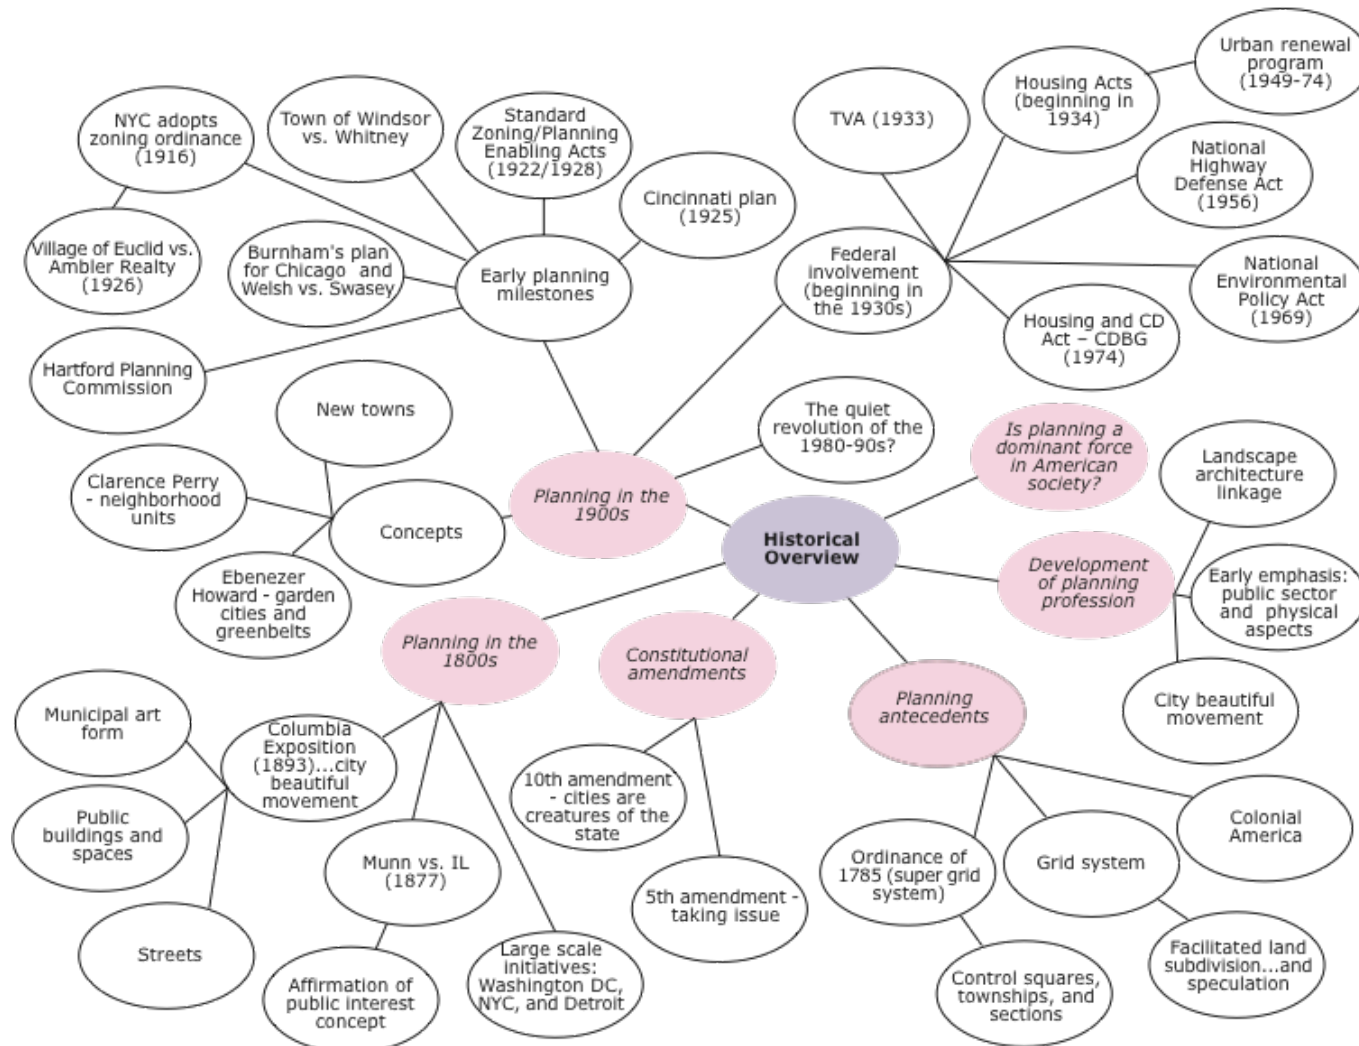 Urban renewal
program
(1949-74)
Housing Acts
(beginning in
1934)
TVA (1933)
NYC adopts
zoning ordinance
(1916)
Town of Windsor
vs. Whitney
Standard
Zoning/Planning
Enabling Acts
(1922/1928)
National
Highway
Defense Act
(1956)
Cincinnati plan
(1925)
Village of Euclid vs.
Ambler Realty
(1926)
Burnham's plan
for Chicago and
Welsh vs. Swasey
Early planning
milestones
Federal
involvement
(beginning in
the 1930s)
National
Environmental
Policy Act
(1969)
Housing and CD
Act – CDBG
(1974)
Hartford Planning
Commission
New towns
The quiet
revolution of the
1980-90s?
Is planning a
dominant force
in American
society?
Landscape
architecture
linkage
Clarence Perry
- neighborhood
units
Concepts
Planning in the
1900s
Historical
Overview
Ebenezer
Howard - garden
cities and
greenbelts
Development
of planning
profession
Early emphasis:
public sector
and physical
aspects
Planning in the
1800s
Constitutional
amendments
Planning
antecedents
City beautiful
movement
Municipal art
form
Columbia
Exposition
(1893)...city
beautiful
movement
10th amendment
- cities are
creatures of the
state
Public
buildings and
spaces
Munn vs. IL
(1877)
Ordinance of
1785 (super grid
system)
Grid system
Colonial
America
5th amendment -
taking issue
Streets
Affirmation of
public interest
concept
Large scale
initiatives:
Washington DC,
NYC, and Detroit
Control squares,
townships, and
sections
Facilitated land
subdivision...and
speculation